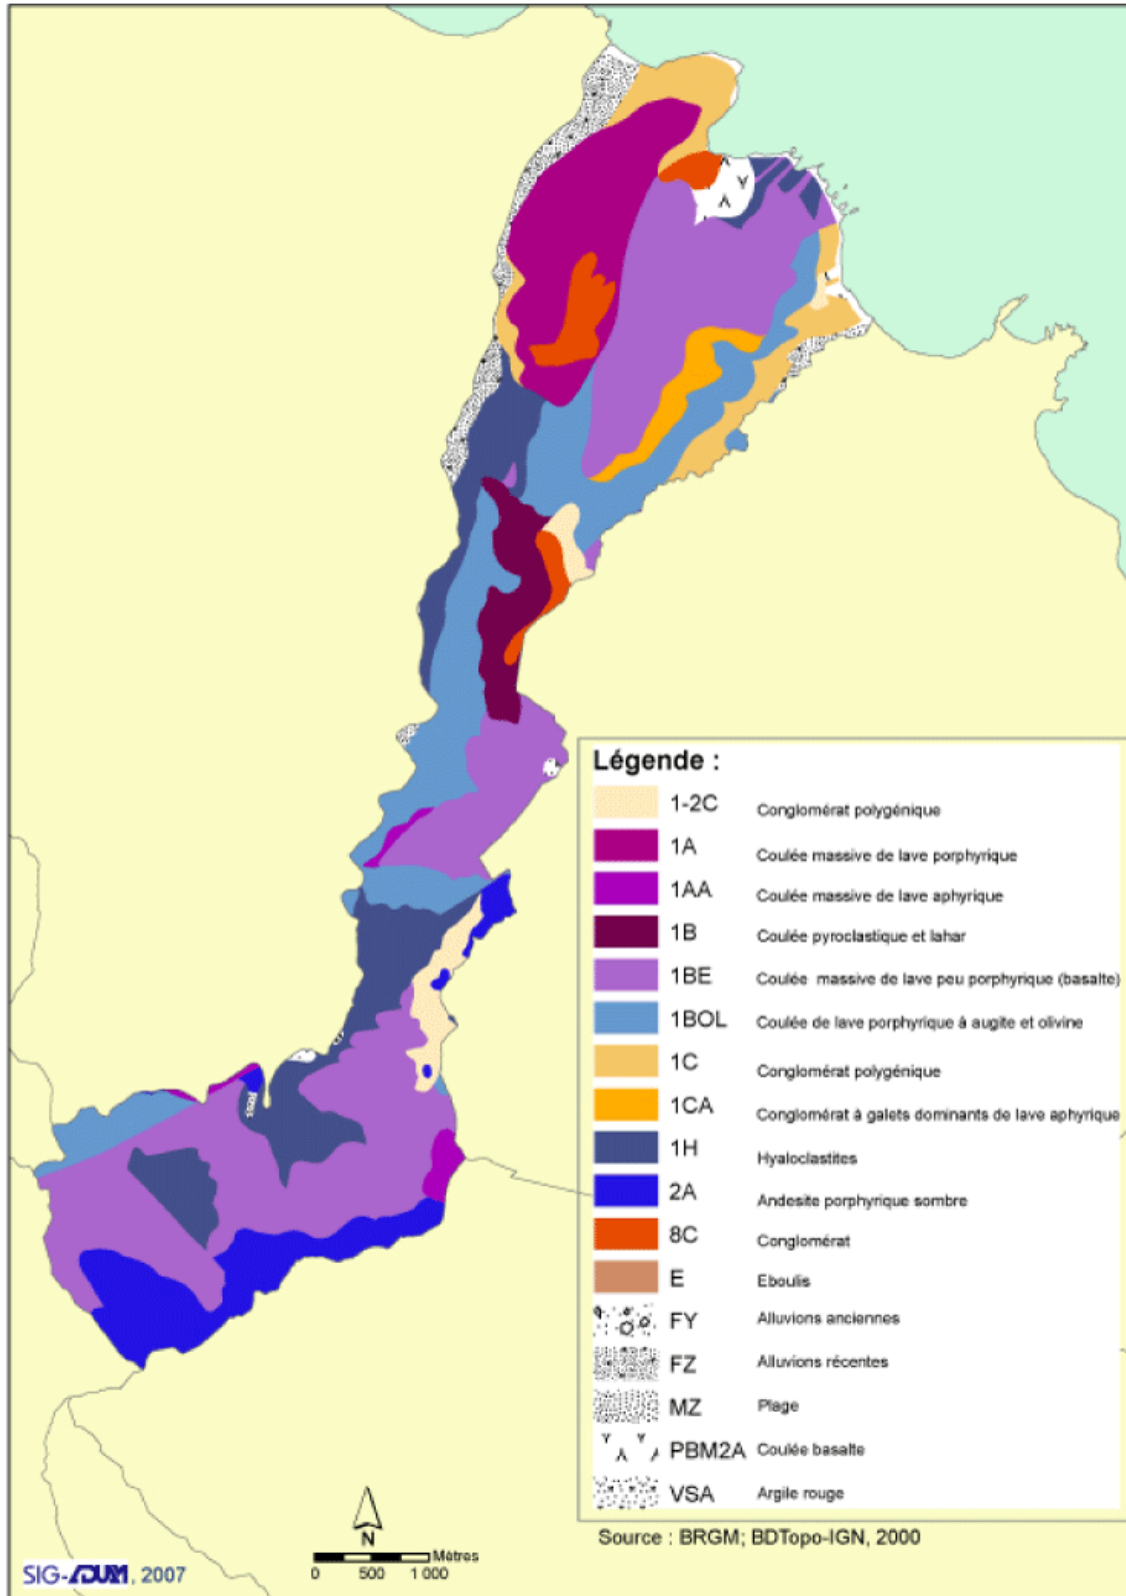 Légende :
1-2C Conglomérat polygénique
1A Coulée massive de lave porphyrique
1AA Coulée massive de lave aphyrique
1B Coulée pyroclastique et lahar
1BE Coulée massive de lave peu porphyrique (basalte)
1BOL Coulée de lave porphyrique à augite et olivine
1C Conglomérat polygénique
1CA Conglomérat à galets dominants de lave aphyrique
1H Hyaloclastites
2A Andesite porphyrique sombre
8C Conglomérat
E Eboulis
FY Alluvions anciennes
FZ Alluvions récentes
MZ Plage
PBM2A Coulée basalte
VSA Argile rouge
Source : BRGM; BDTopo-IGN, 2000
N
Mètres
0 500 1 000
SIG-ADUAM, 2007